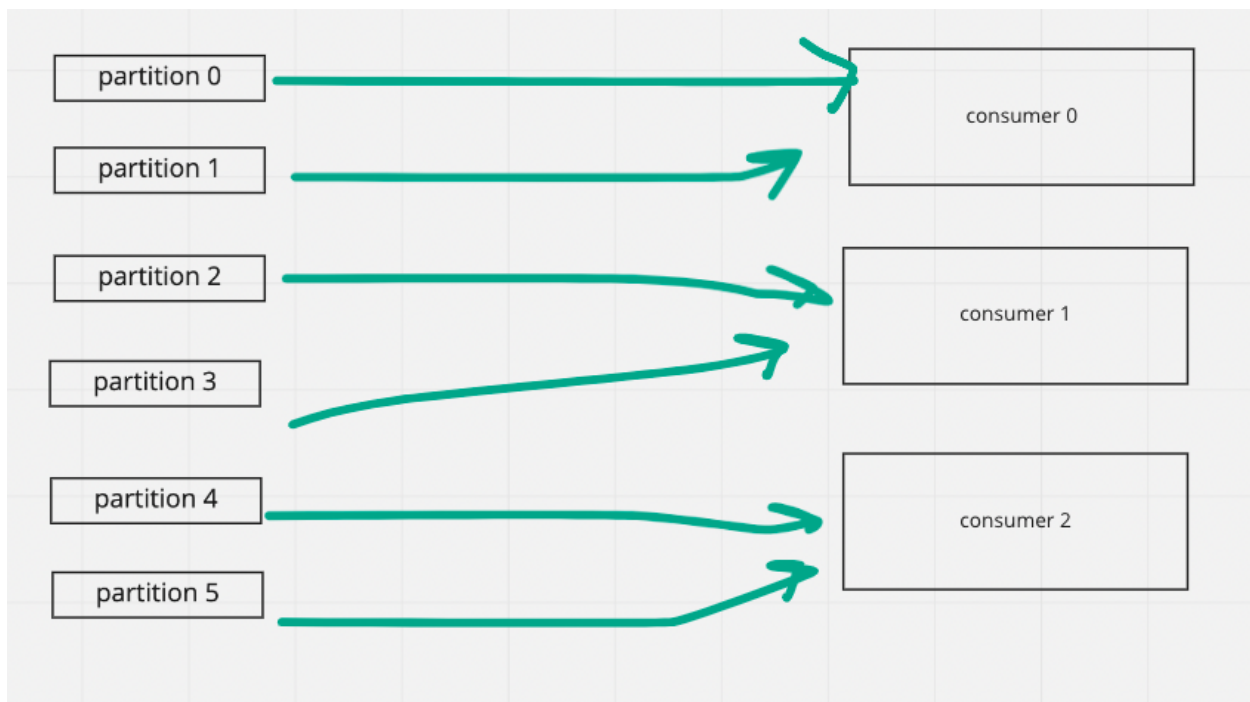 partition 0
consumer 0
partition 1
partition 2
consumer 1
partition 3
partition 4
consumer 2
partition 5